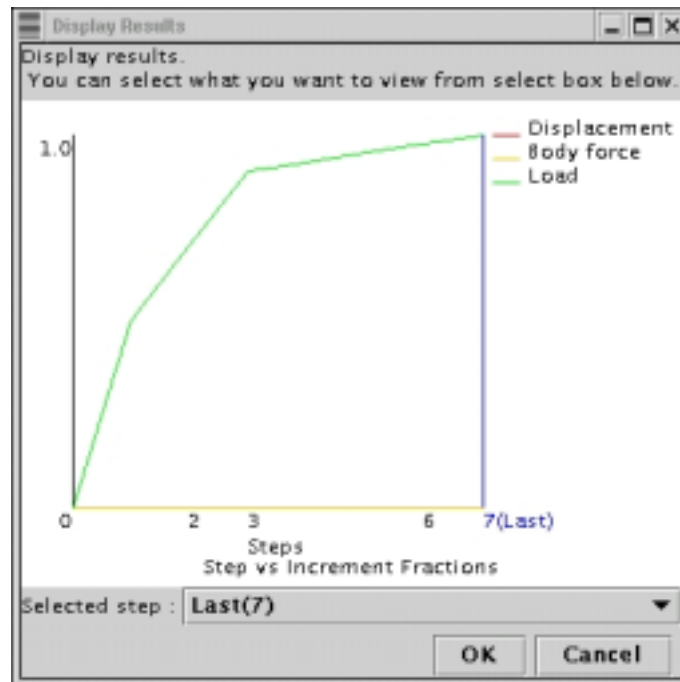 Display Results
Display results.
You can select what you want to view from select box below.
1.0
Displacement
Body force
Load
0 2 3 6 7(Last)
Steps
Step vs Increment Fractions
Selected step : Last(7)
OK Cancel